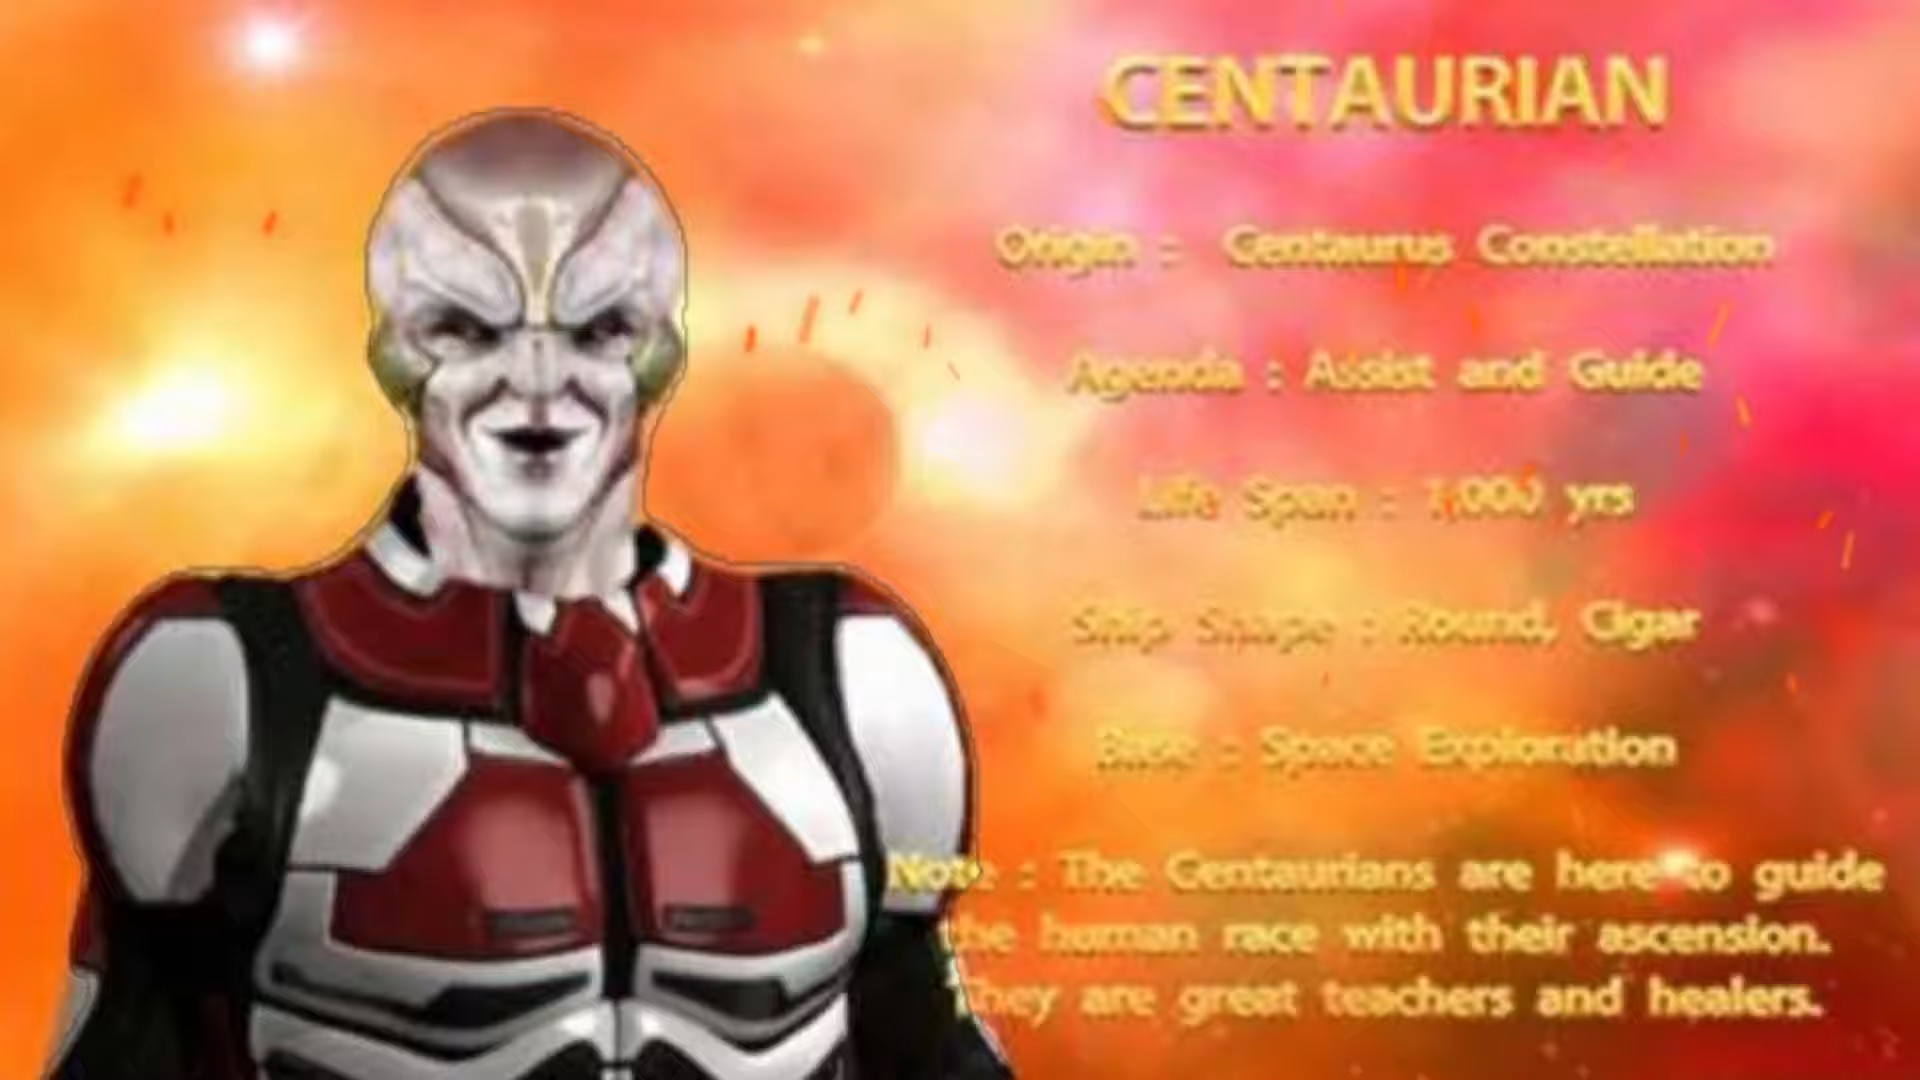 CENTAURIAN
Origin : Centaurus Constellation
Agenda : Assist and Guide
Life Span : 1,000 yrs
Ship Shape : Round, Cigar
Base : Space Exploration
Note : The Centaurians are here to guide
the human race with their ascension.
They are great teachers and healers.